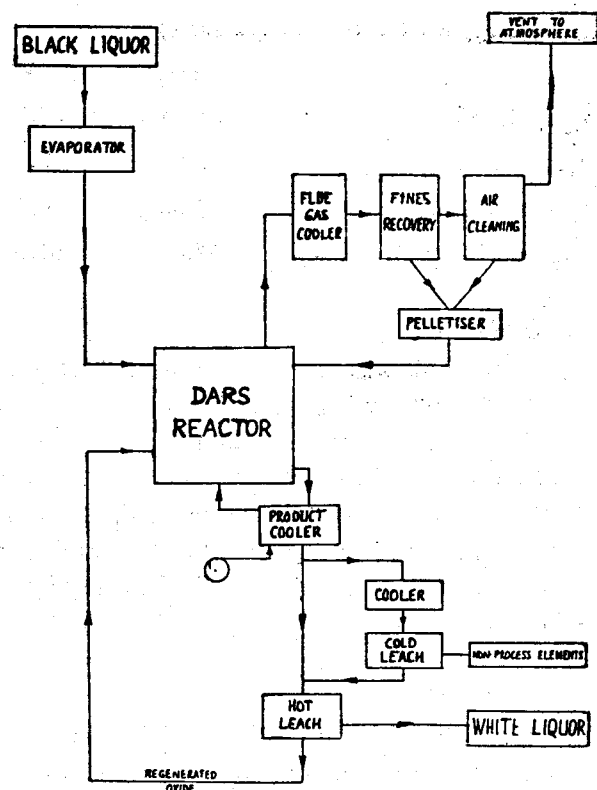 VENT TO
ATMOSPHERE
BLACK LIQUOR
EVAPORATOR
FLUE
GAS
COOLER
FINES
RECOVERY
AIR
CLEANING
PELLETISER
DARS
REACTOR
PRODUCT
COOLER
COOLER
COLD
LEACH
NON-PROCESS ELEMENTS
HOT
LEACH
WHITE LIQUOR
REGENERATED
OXIDE